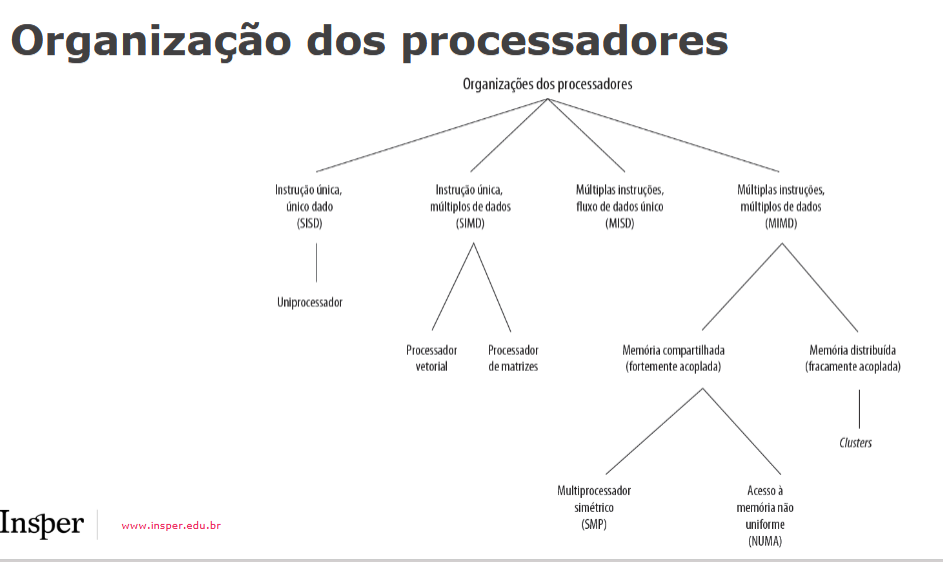 Organização dos processadores
Organizações dos processadores
Instrução única,
único dado
(SISD)
Instrução única,
múltiplos de dados
(SIMD)
Múltiplas instruções,
fluxo de dados único
(MISD)
Múltiplas instruções,
múltiplos de dados
(MIMD)
Uniprocessador
Processador
vetorial
Processador
de matrizes
Memória compartilhada
(fortemente acoplada)
Memória distribuída
(fracamente acoplada)
Clusters
Multiprocessador
simétrico
(SMP)
Acesso à
memória não
uniforme
(NUMA)
Insper
www.insper.edu.br